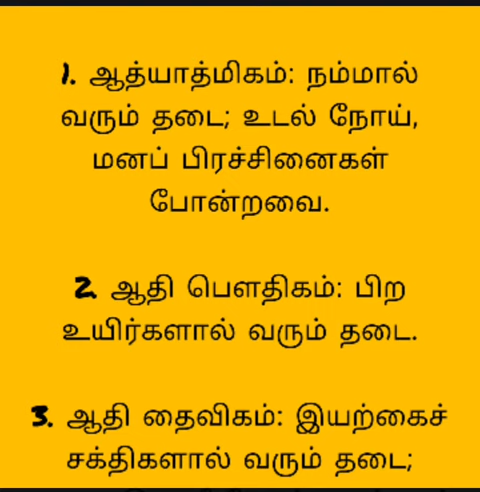 1. ஆத்யாத்மிகம்: நம்மால்
வரும் தடை; உடல் நோய்,
மனப் பிரச்சினைகள்
போன்றவை.
2. ஆதி பௌதிகம்: பிற
உயிர்களால் வரும் தடை.
3. ஆதி தைவிகம்: இயற்கைச்
சக்திகளால் வரும் தடை;